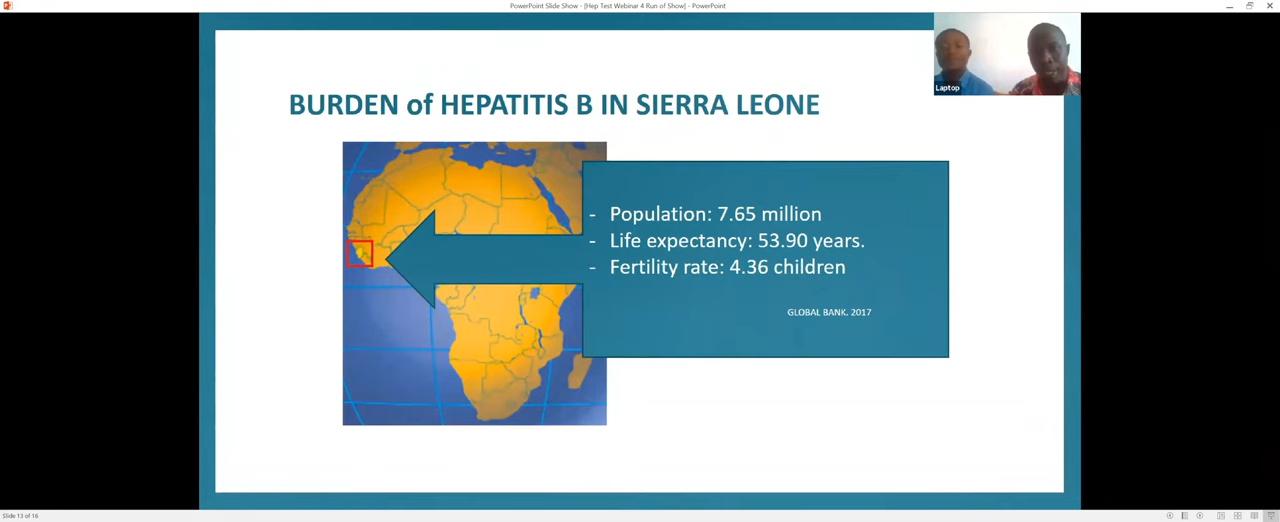 PowerPoint Slide Show - [Hep Test Webinar 4 Run of Show] - PowerPoint
Laptop
BURDEN of HEPATITIS B IN SIERRA LEONE
- Population: 7.65 million
- Life expectancy: 53.90 years.
- Fertility rate: 4.36 children
GLOBAL BANK. 2017
Slide 13 of 16